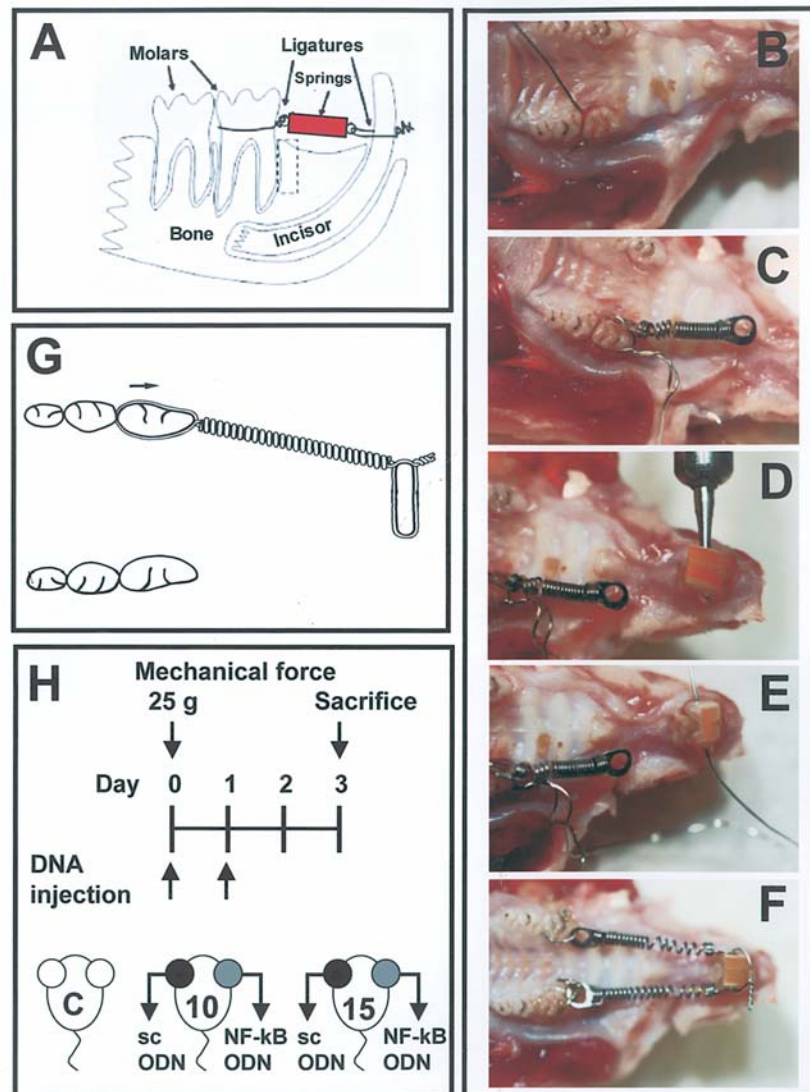 A
Molars
Ligatures
Springs
Bone
Incisor
G
H
Mechanical force
25 g
Sacrifice
Day 0 1 2 3
DNA
injection
C
10
15
sc
ODN
NF-kB
ODN
sc
ODN
NF-kB
ODN
B
C
D
E
F